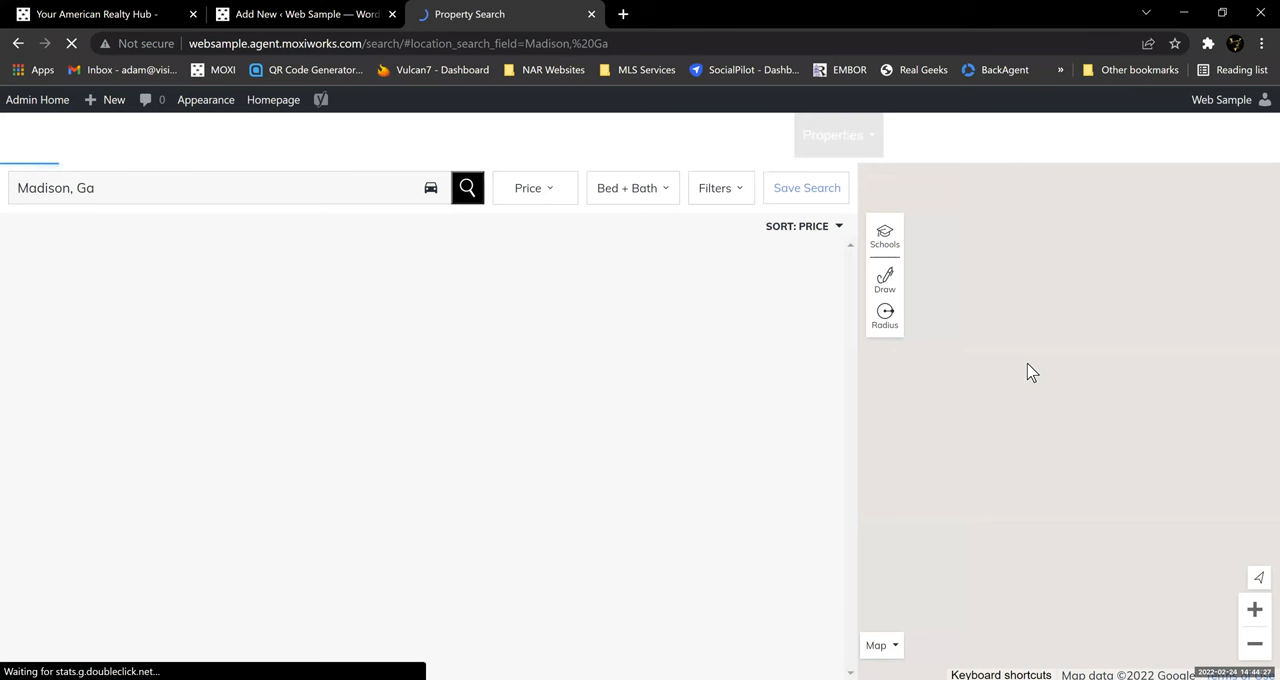 Your American Realty Hub -
Add New ‹ Web Sample — Word
Property Search
Not secure
websample.agent.moxiworks.com/search/#location_search_field=Madison,%20Ga
Apps
Inbox - adam@visi...
MOXI
QR Code Generator...
Vulcan7 - Dashboard
NAR Websites
MLS Services
SocialPilot - Dashb...
EMBOR
Real Geeks
BackAgent
»
Other bookmarks
Reading list
Admin Home
New
0
Appearance
Homepage
Web Sample
Properties
Madison, Ga
Price
Bed + Bath
Filters
Save Search
SORT: PRICE
Schools
Draw
Radius
Map
Waiting for stats.g.doubleclick.net...
Keyboard shortcuts
Map data ©2022 Google
Terms of Use
2022-02-24 14:44:27